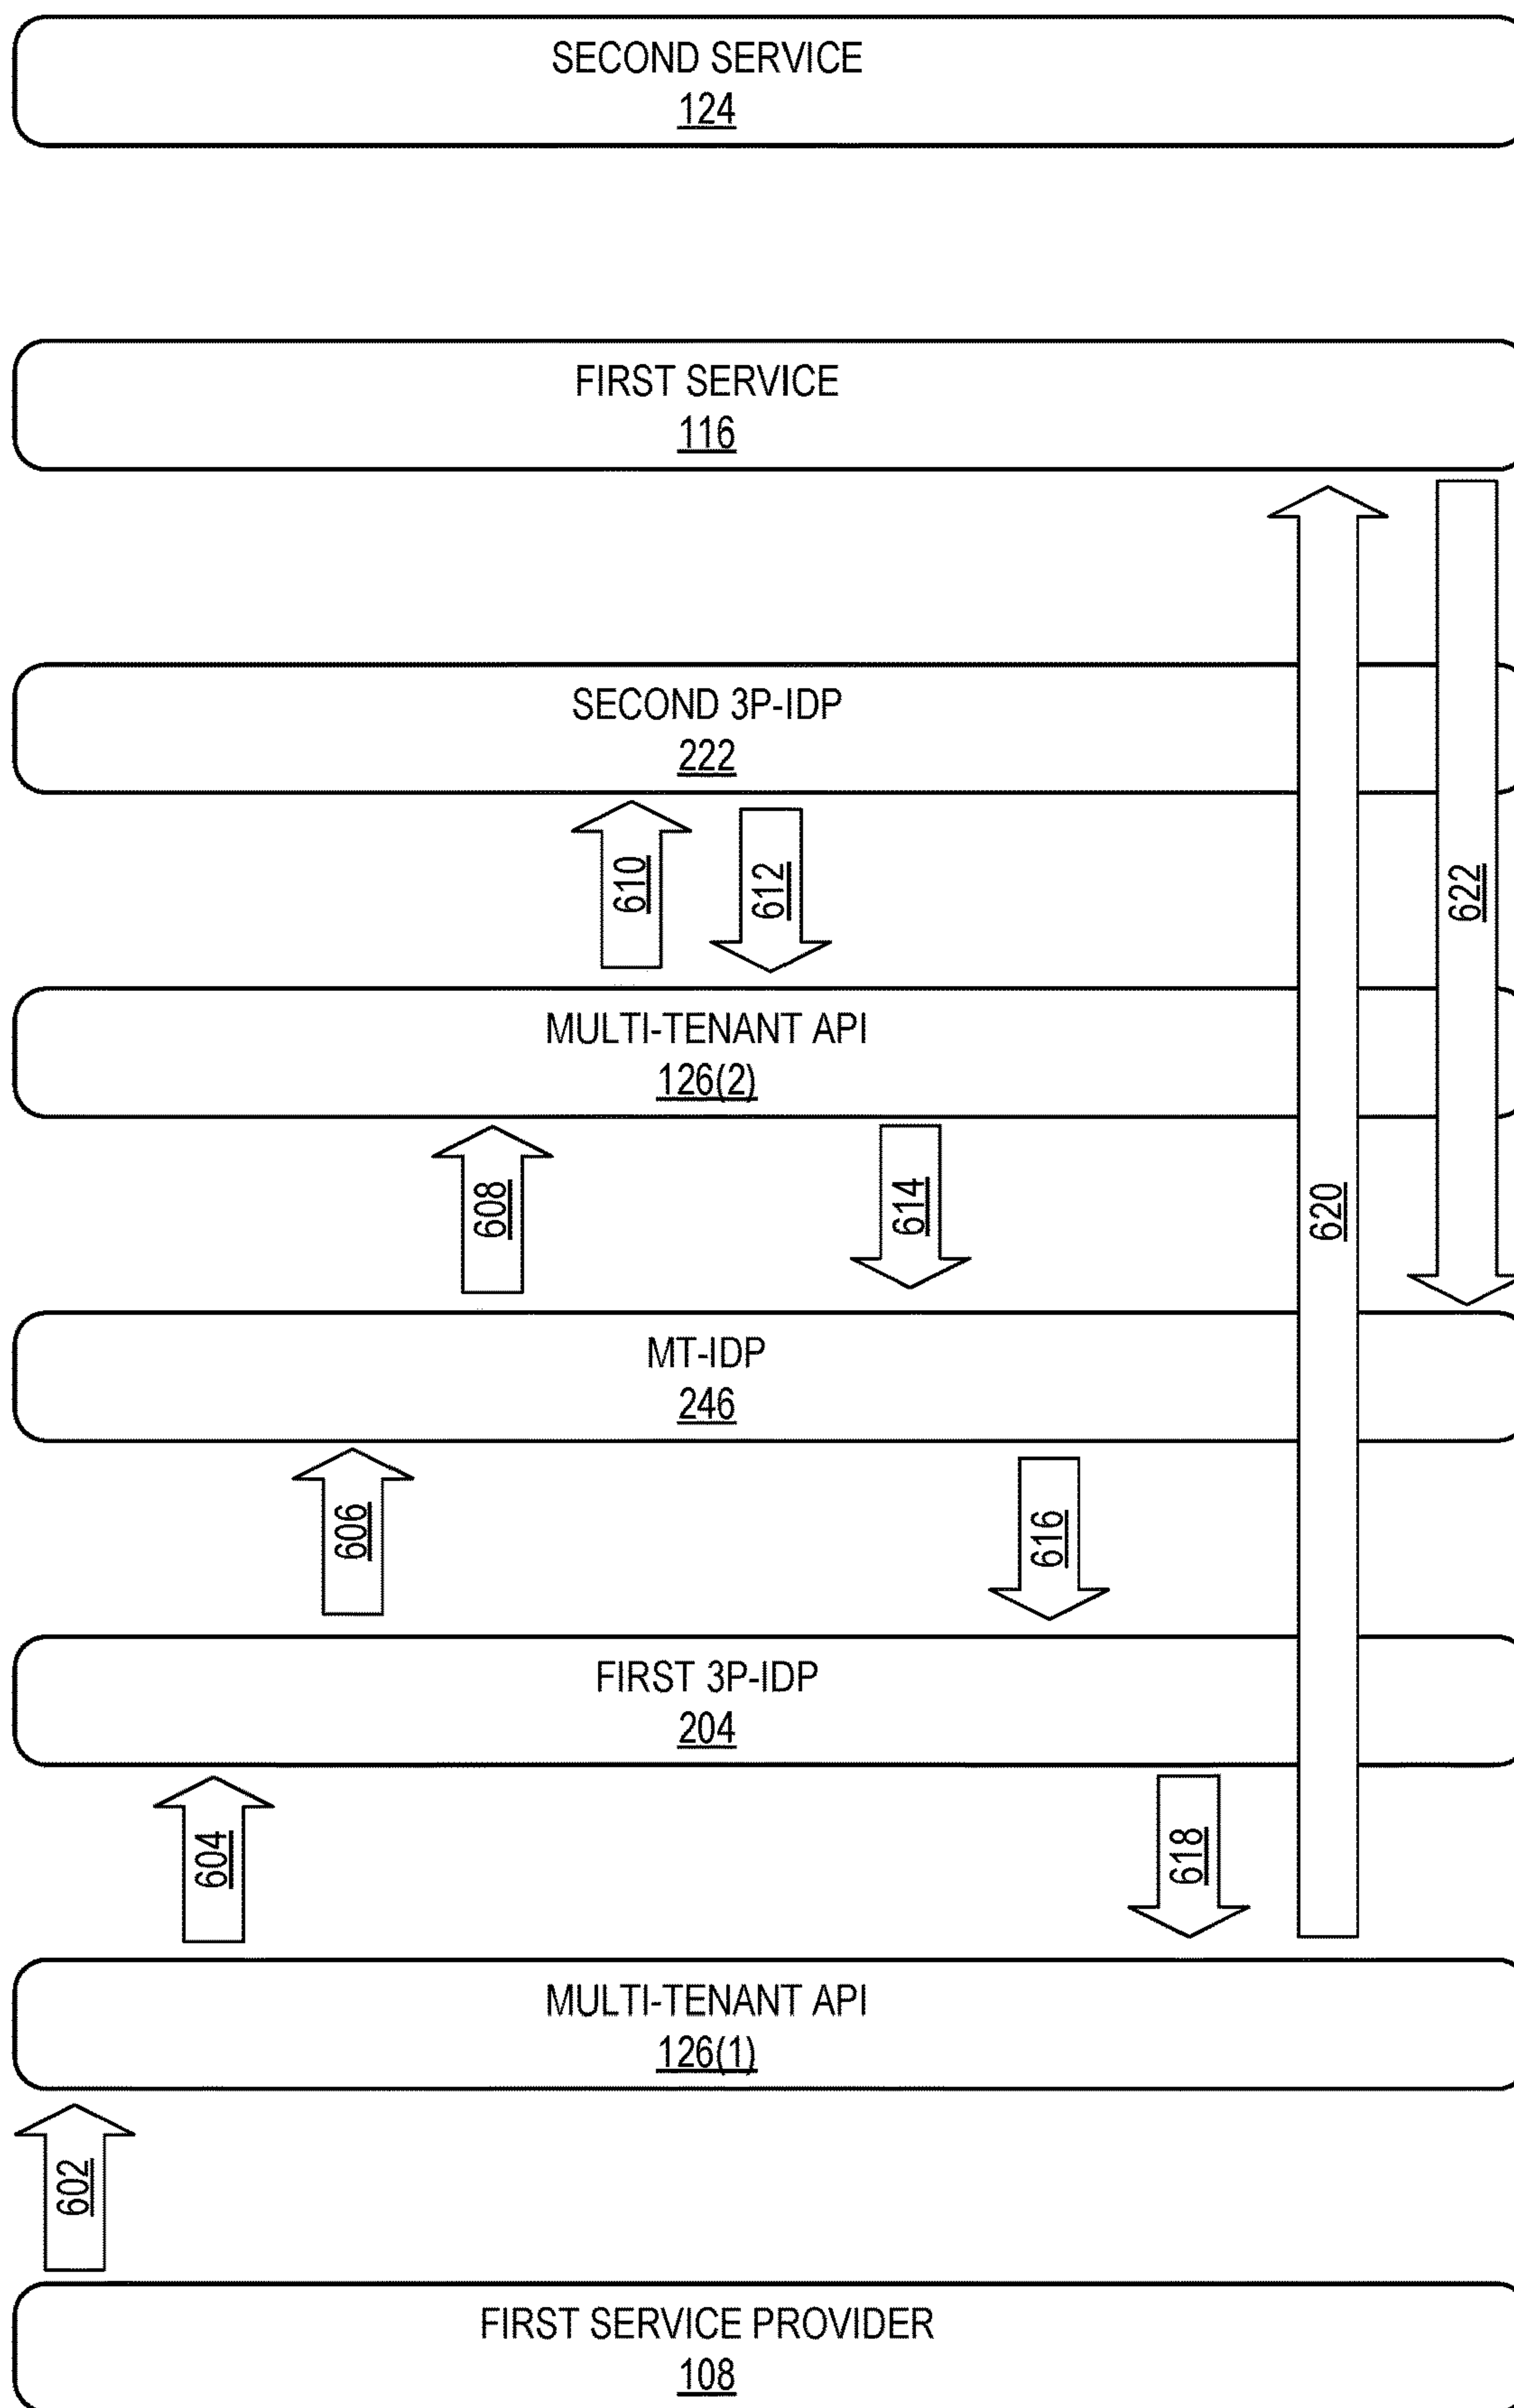 SECOND SERVICE
124
FIRST SERVICE
116
SECOND 3P-IDP
222
610
612
622
MULTI-TENANT API
126(2)
608
614
620
MT-IDP
246
606
616
FIRST 3P-IDP
204
604
618
MULTI-TENANT API
126(1)
602
FIRST SERVICE PROVIDER
108